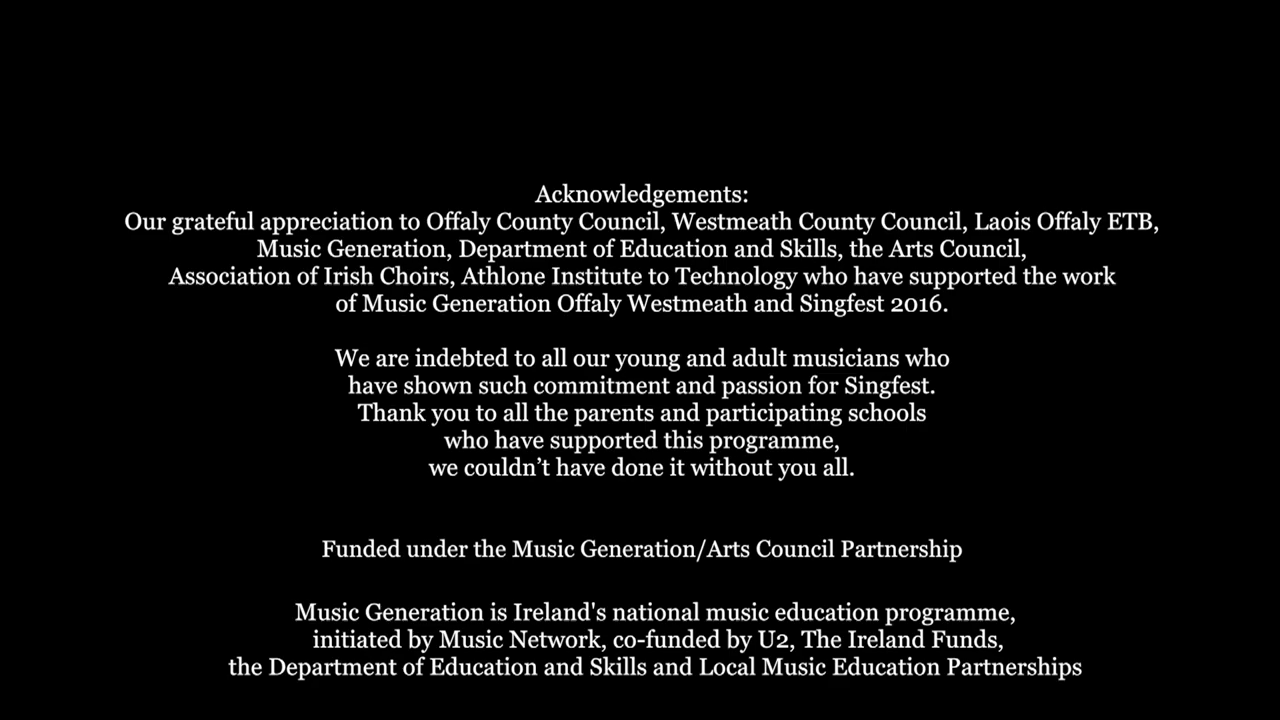 Acknowledgements:
Our grateful appreciation to Offaly County Council, Westmeath County Council, Laois Offaly ETB,
Music Generation, Department of Education and Skills, the Arts Council,
Association of Irish Choirs, Athlone Institute to Technology who have supported the work
of Music Generation Offaly Westmeath and Singfest 2016.
We are indebted to all our young and adult musicians who
have shown such commitment and passion for Singfest.
Thank you to all the parents and participating schools
who have supported this programme,
we couldn’t have done it without you all.
Funded under the Music Generation/Arts Council Partnership
Music Generation is Ireland's national music education programme,
initiated by Music Network, co-funded by U2, The Ireland Funds,
the Department of Education and Skills and Local Music Education Partnerships